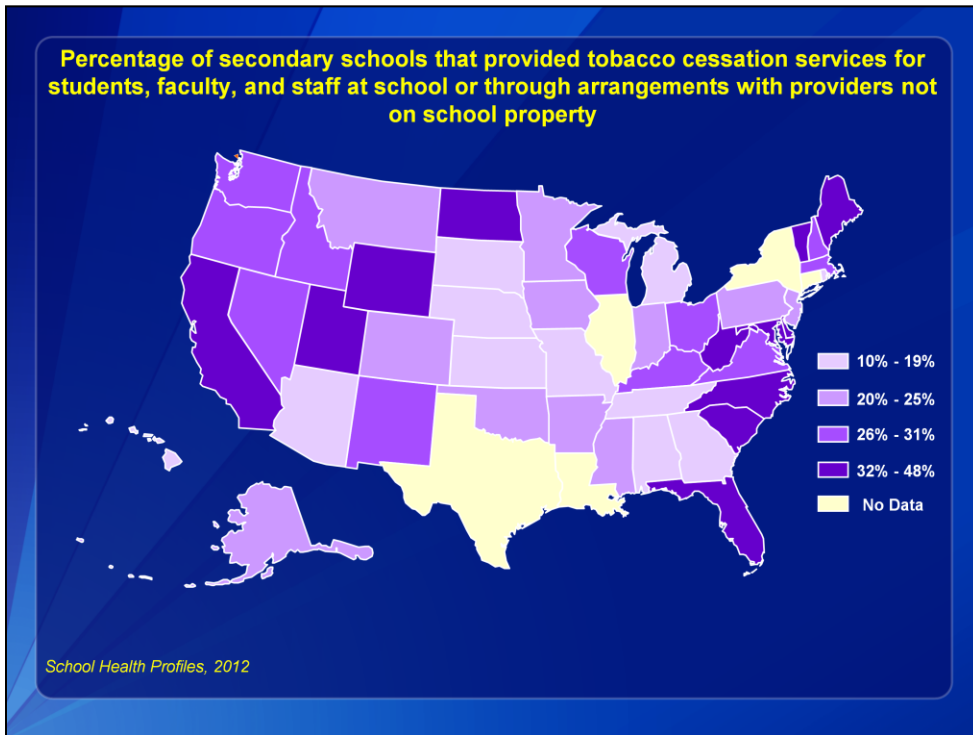 Percentage of secondary schools that provided tobacco cessation services for
students, faculty, and staff at school or through arrangements with providers not
on school property
10% - 19%
20% - 25%
26% - 31%
32% - 48%
No Data
School Health Profiles, 2012